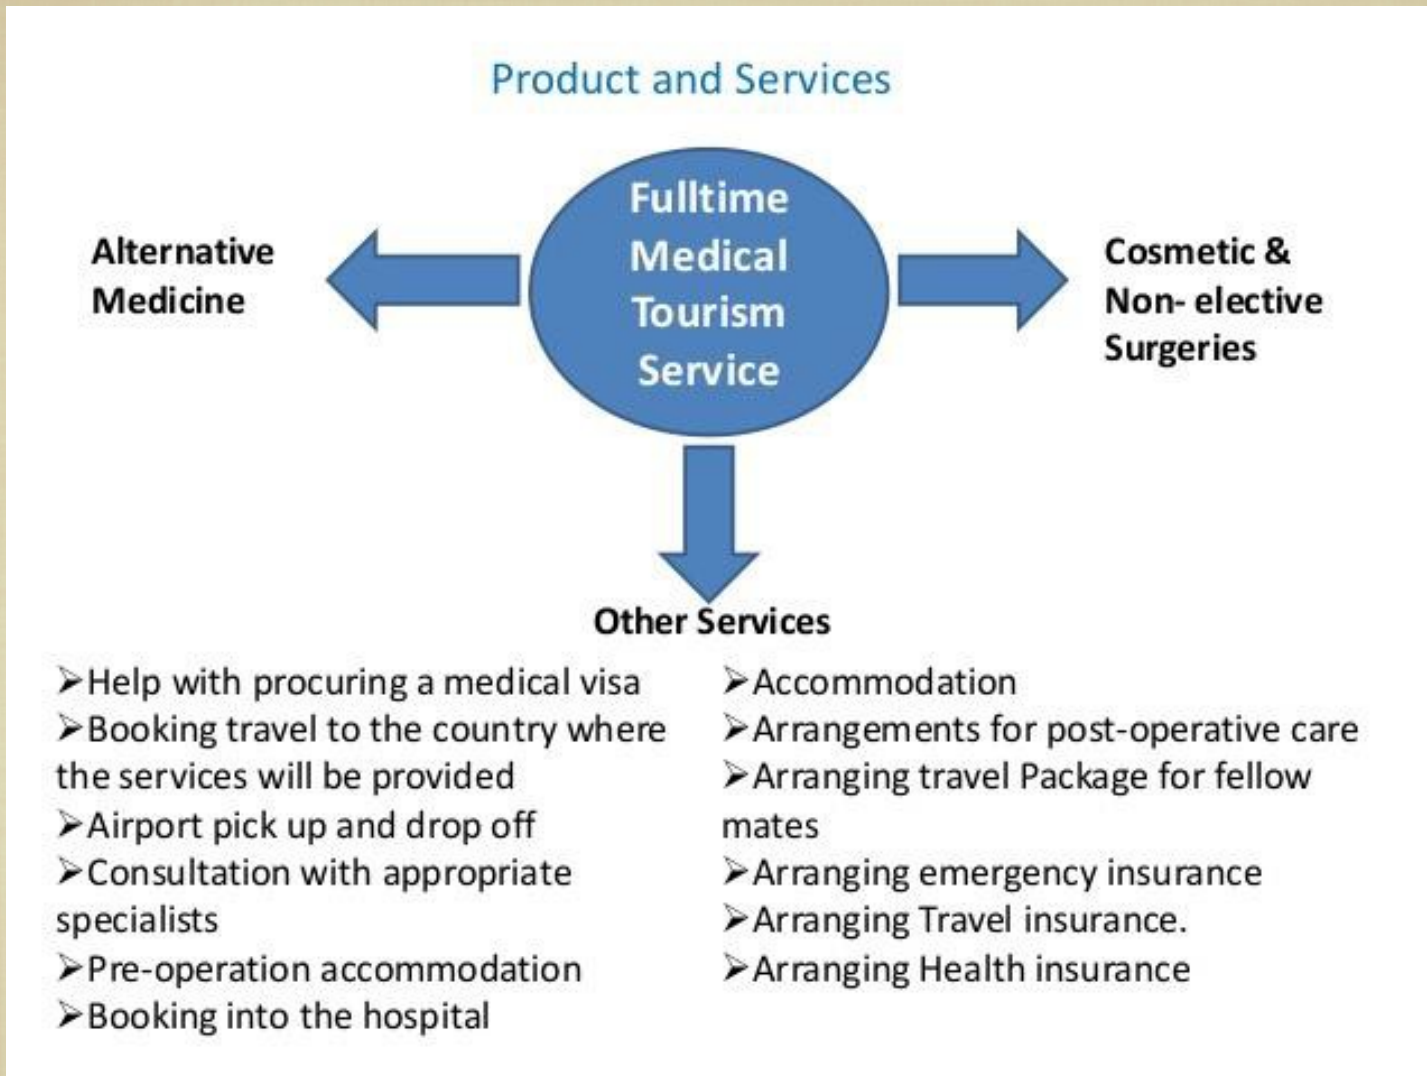 Product and Services
Fulltime
Medical
Tourism
Service
Alternative
Medicine
Cosmetic &
Non- elective
Surgeries
Other Services
➢Help with procuring a medical visa
➢Booking travel to the country where
the services will be provided
➢Airport pick up and drop off
➢Consultation with appropriate
specialists
➢Pre-operation accommodation
➢Booking into the hospital
➢Accommodation
➢Arrangements for post-operative care
➢Arranging travel Package for fellow
mates
➢Arranging emergency insurance
➢Arranging Travel insurance.
➢Arranging Health insurance